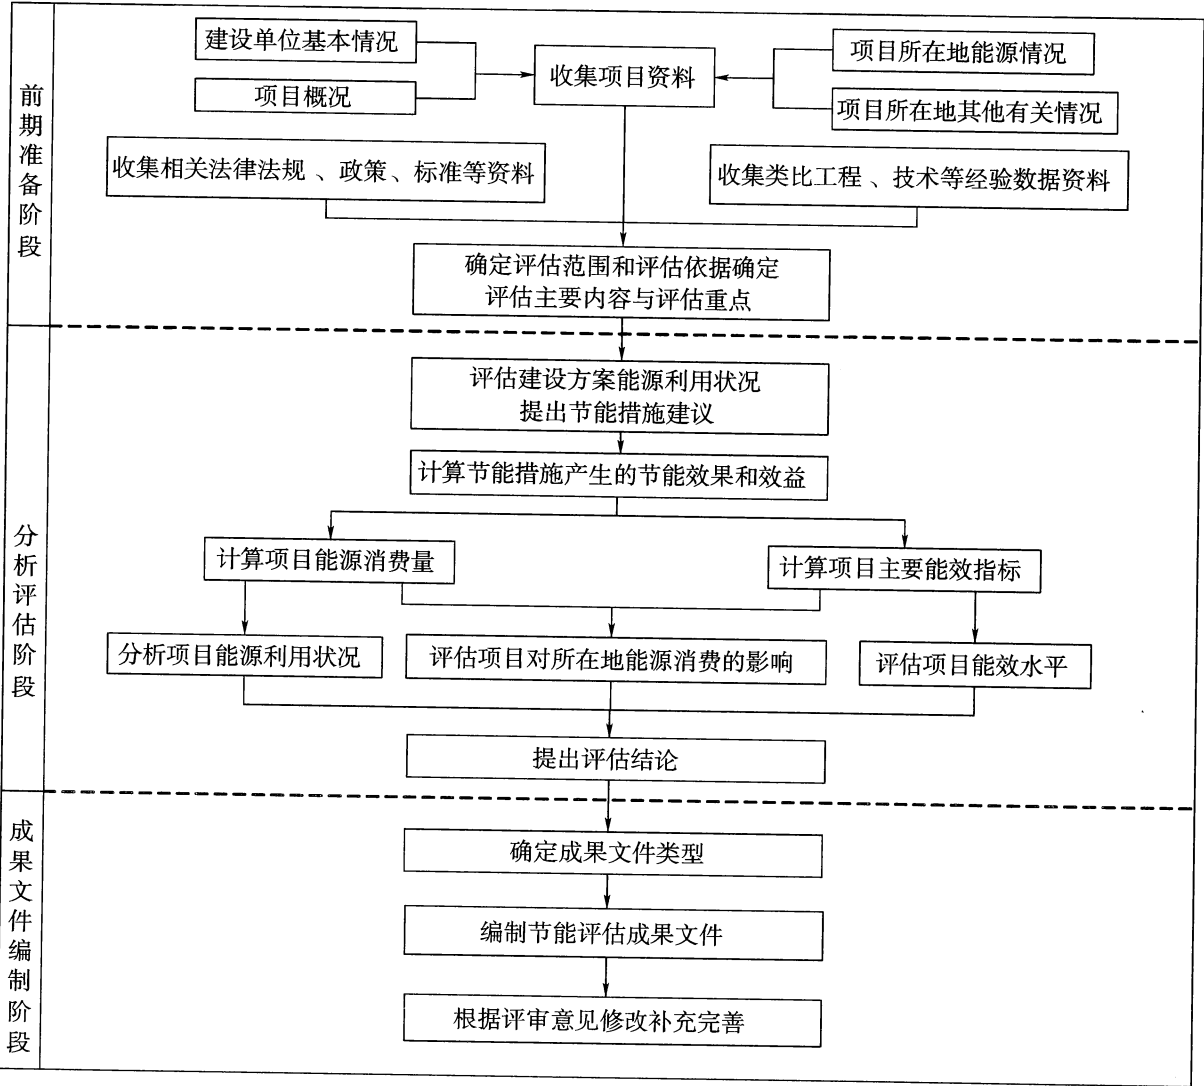 前期准备阶段
建设单位基本情况
项目概况
收集项目资料
项目所在地能源情况
项目所在地其他有关情况
收集相关法律法规、政策、标准等资料
收集类比工程、技术等经验数据资料
确定评估范围和评估依据确定
评估主要内容与评估重点
分析评估阶段
评估建设方案能源利用状况
提出节能措施建议
计算节能措施产生的节能效果和效益
计算项目能源消费量
计算项目主要能效指标
分析项目能源利用状况
评估项目对所在地能源消费的影响
评估项目能效水平
提出评估结论
成果文件编制阶段
确定成果文件类型
编制节能评估成果文件
根据评审意见修改补充完善